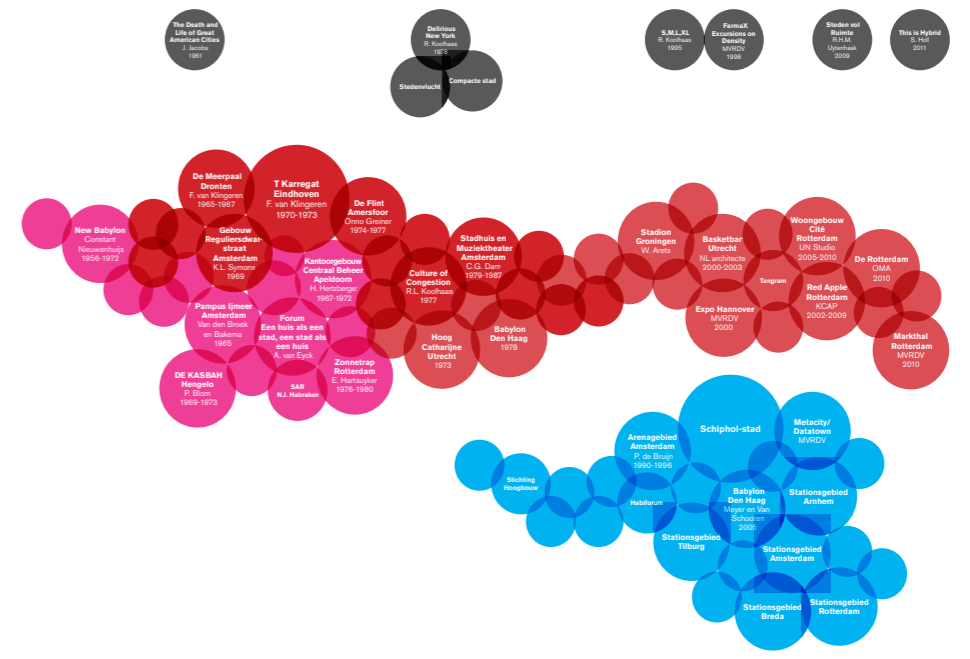 The Death and
Life of Great
American Cities
J. Jacobs
1961
Delirious
New York
R. Koolhaas
1978
Stedenvlucht
Compacte stad
S,M,L,XL
R. Koolhaas
1995
FarmaX
Excursions on
Density
MVRDV
1998
Steden vol
Ruimte
R.H.M.
Uytenhaak
2009
This is Hybrid
S. Holl
2011
De Meerpaal
Dronten
F. van Klingeren
1965-1967
T Karregat
Eindhoven
F. van Klingeren
1970-1973
De Flint
Amersfoor
Onno Greiner
1974-1977
New Babylon
Constant
Nieuwenhuijs
1956-1972
Gebouw
Reguliersdwar-
straat
Amsterdam
K.L. Symons
1969
Kantoorgebouw
Centraal Beheer
Apeldoorn
H. Hertzberger
1967-1972
Pampus Ijmeer
Amsterdam
Van den Broek
en Bakema
1965
Forum
Een huis als een
stad, een stad als
een huis
A. van Eyck
DE KASBAH
Hengelo
P. Blom
1969-1973
SAR
N.I. Habraken
Zonnetrap
Rotterdam
E. Hartsuyker
1976-1980
Culture of
Congestion
R.L. Koolhaas
1977
Stadhuis en
Muziektheater
Amsterdam
C.G. Dam
1979-1987
Hoog
Catharijne
Utrecht
1973
Babylon
Den Haag
1978
Stadion
Groningen
W. Arets
Basketbar
Utrecht
NL architects
2000-2003
Woongebouw
Cité
Rotterdam
UN Studio
2005-2010
Tangram
Expo Hannover
MVRDV
2000
Red Apple
Rotterdam
KCAP
2002-2009
De Rotterdam
OMA
2010
Markthal
Rotterdam
MVRDV
2010
Stichting
Hoogbouw
Arenagebied
Amsterdam
P. de Bruijn
1990-1996
Schiphol-stad
Metacity/
Datatown
MVRDV
Habiforum
Babylon
Den Haag
Meyer en Van
Schooten
2005
Stationsgebied
Arnhem
Stationsgebied
Tilburg
Stationsgebied
Amsterdam
Stationsgebied
Breda
Stationsgebied
Rotterdam